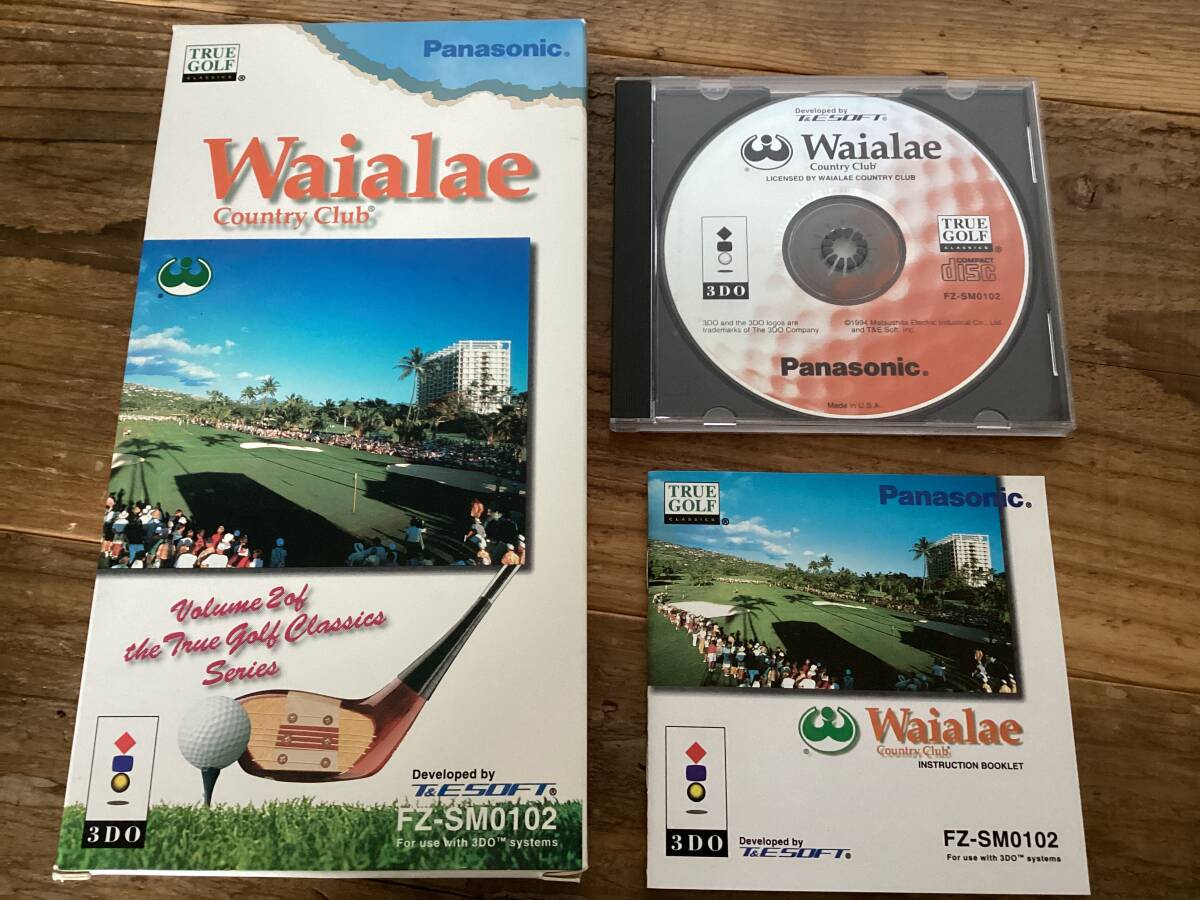 TRUE
GOLF
CLASSICS
®
Panasonic®
Waialae
Country Club®
®
Volume 2 of
the True Golf Classics
Series
3DO
Developed by
T&E SOFT®
FZ-SM0102
For use with 3DO™ systems
Developed by
T&E SOFT®
Waialae
®
Country Club®
LICENSED BY WAIALAE COUNTRY CLUB
3DO
TRUE
GOLF
CLASSICS
®
COMPACT
disc
FZ-SM0102
3DO and the 3DO logos are
trademarks of The 3DO Company
©1994 Matsushita Electric Industrial Co., Ltd.
and T&E Soft, Inc.
Panasonic®
Made in U.S.A.
TRUE
GOLF
CLASSICS
®
Panasonic®
Waialae
®
Country Club®
INSTRUCTION BOOKLET
3DO
Developed by
T&E SOFT®
FZ-SM0102
For use with 3DO™ systems